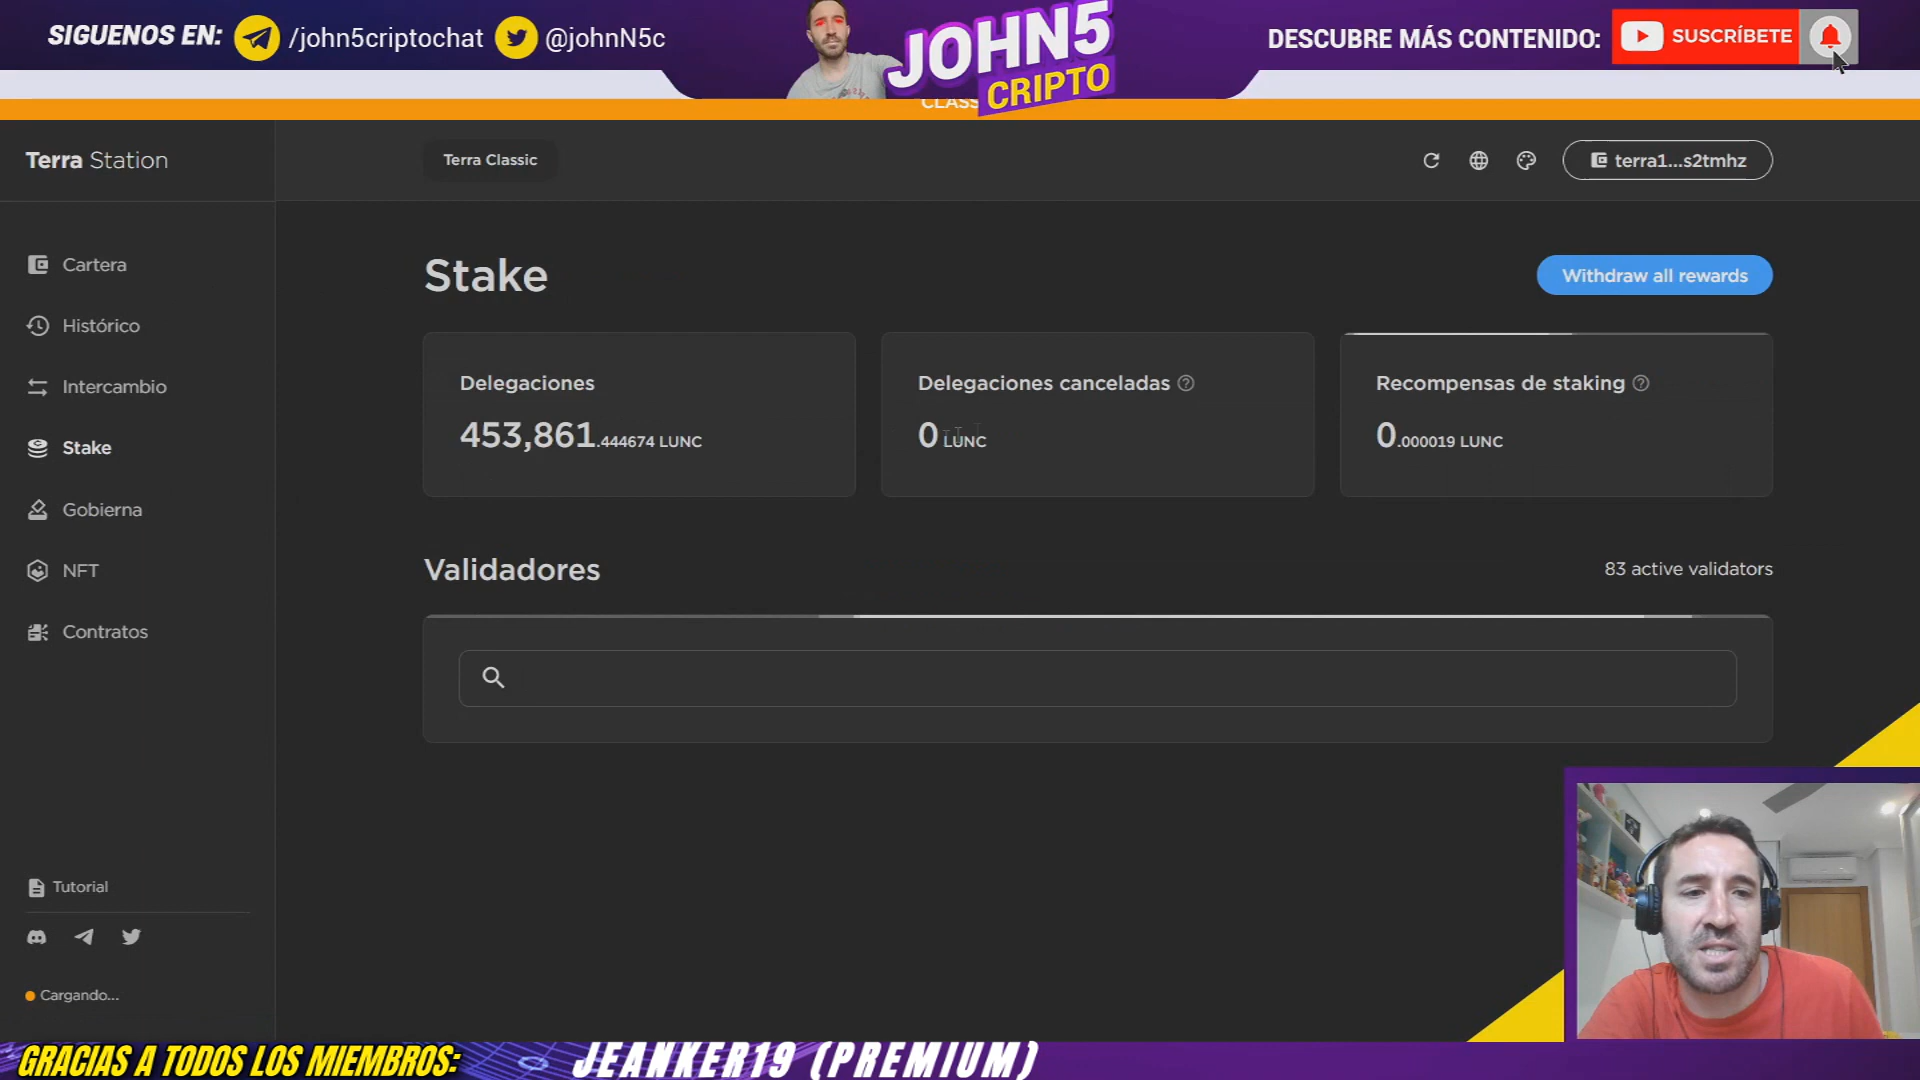 SIGUENOS EN:
/john5criptochat
@johnN5c
JOHN5
CRIPTO
DESCUBRE MÁS CONTENIDO:
SUSCRÍBETE
CLASS
Terra Station
Terra Classic
terra1...s2tmhz
Cartera
Histórico
Intercambio
Stake
Gobierna
NFT
Contratos
Stake
Withdraw all rewards
Delegaciones
453,861.444674 LUNC
Delegaciones canceladas
0 LUNC
Recompensas de staking
0.000019 LUNC
Validadores
83 active validators
Tutorial
Cargando...
GRACIAS A TODOS LOS MIEMBROS:
JEANKER19 (PREMIUM)